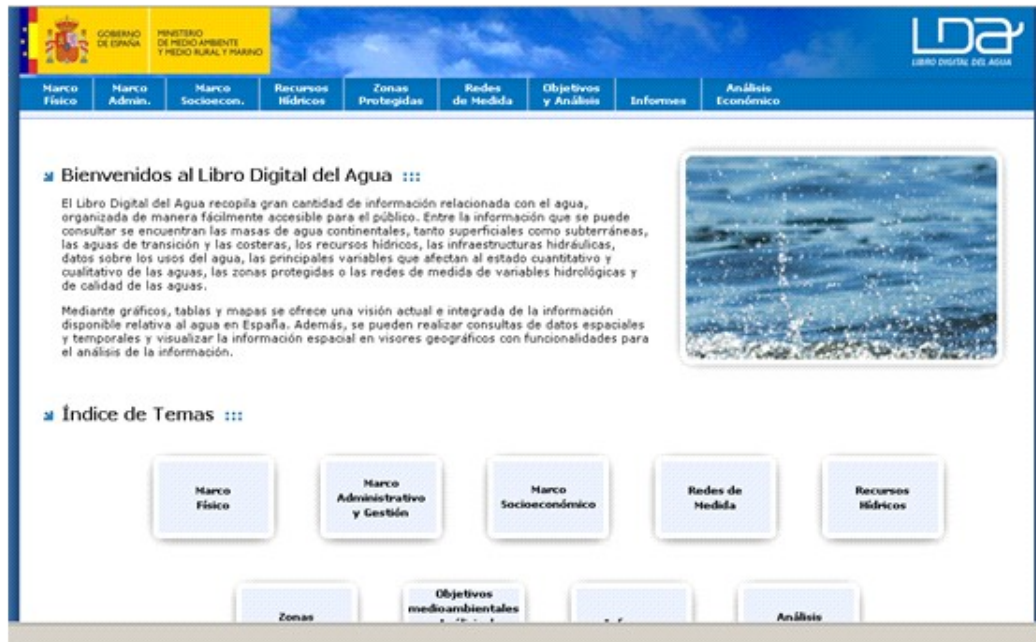 GOBIERNO
DE ESPAÑA
MINISTERIO
DE MEDIO AMBIENTE
Y MEDIO RURAL Y MARINO
LDA
LIBRO DIGITAL DEL AGUA
Marco
Físico
Marco
Admin.
Marco
Socioecon.
Recursos
Hídricos
Zonas
Protegidas
Redes
de Medida
Objetivos
y Análisis
Informes
Análisis
Económico
Bienvenidos al Libro Digital del Agua
El Libro Digital del Agua recopila gran cantidad de información relacionada con el agua,
organizada de manera fácilmente accesible para el público. Entre la información que se puede
consultar se encuentran las masas de agua continentales, tanto superficiales como subterráneas,
las aguas de transición y las costeras, los recursos hídricos, las infraestructuras hidráulicas,
datos sobre los usos del agua, las principales variables que afectan al estado cuantitativo y
cualitativo de las aguas, las zonas protegidas o las redes de medida de variables hidrológicas y
de calidad de las aguas.
Mediante gráficos, tablas y mapas se ofrece una visión actual e integrada de la información
disponible relativa al agua en España. Además, se pueden realizar consultas de datos espaciales
y temporales y visualizar la información espacial en visores geográficos con funcionalidades para
el análisis de la información.
Índice de Temas
Marco
Físico
Marco
Administrativo
y Gestión
Marco
Socioeconómico
Redes de
Medida
Recursos
Hídricos
Zonas
Objetivos
medioambientales
Análisis